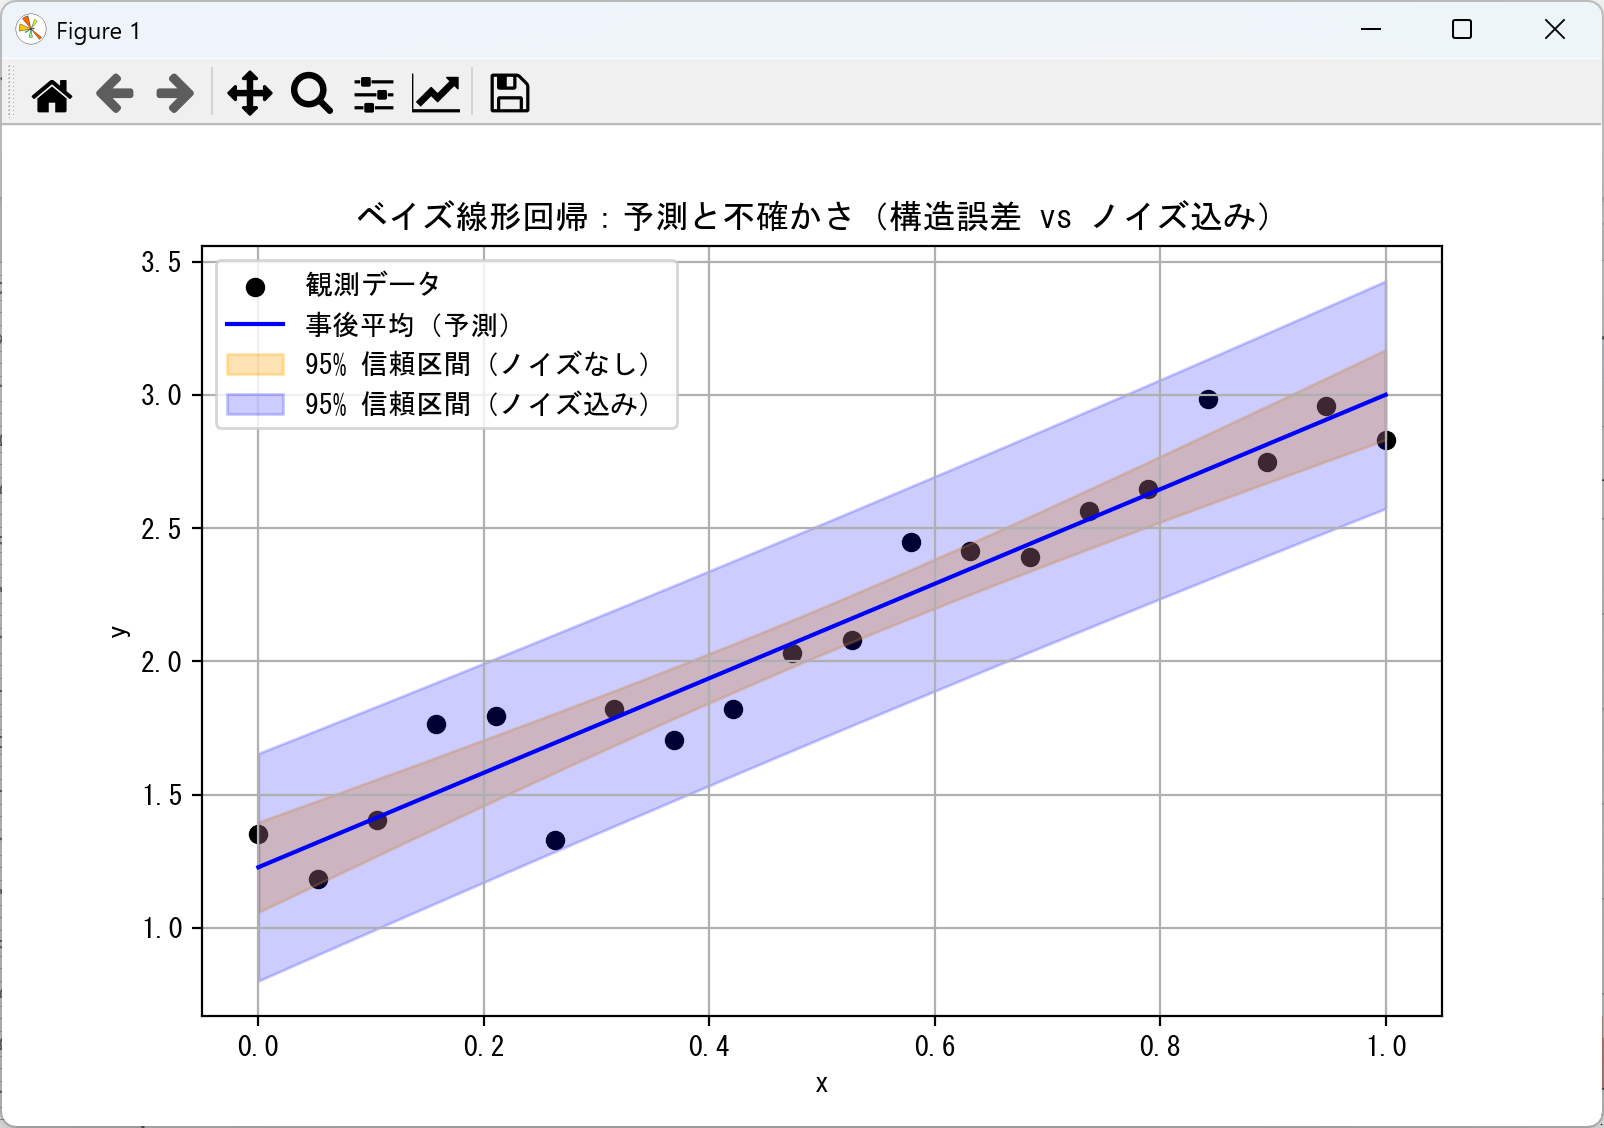 Figure 1
ベイズ線形回帰：予測と不確かさ（構造誤差 vs ノイズ込み）
観測データ
事後平均（予測）
95% 信頼区間（ノイズなし）
95% 信頼区間（ノイズ込み）
3.5
3.0
2.5
2.0
1.5
1.0
y
0.0 0.2 0.4 0.6 0.8 1.0
x